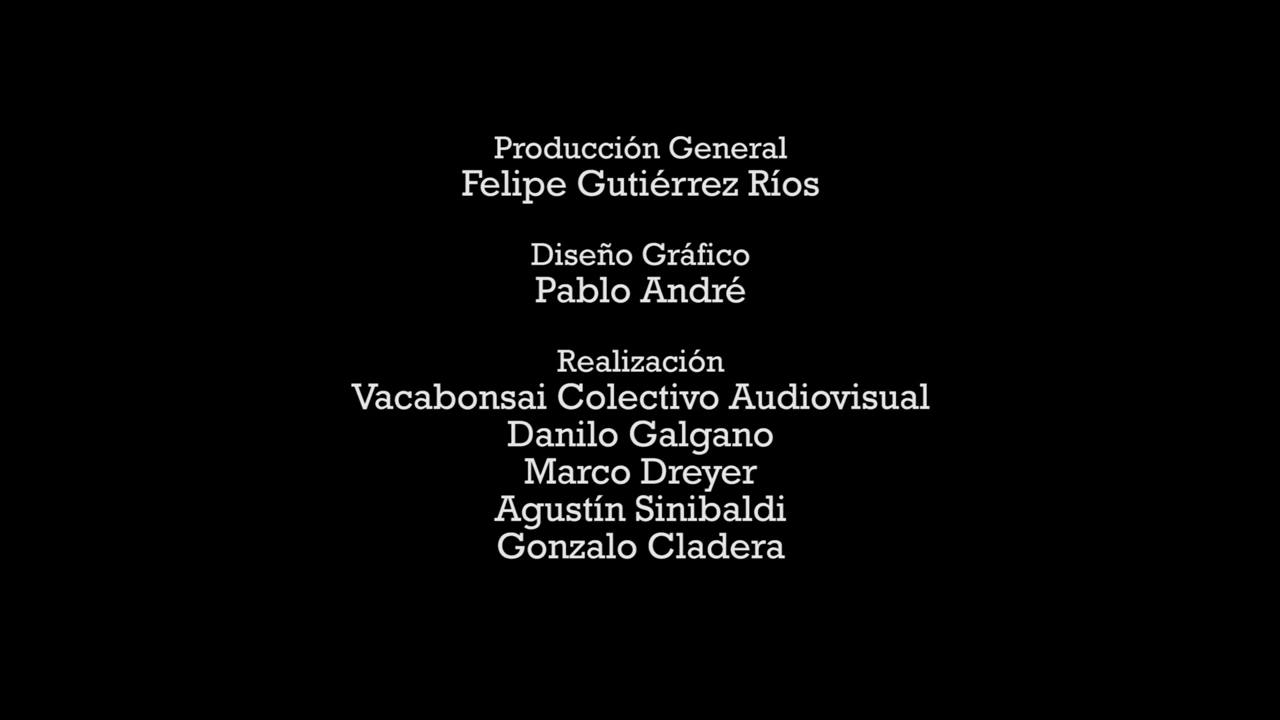 Producción General
Felipe Gutiérrez Ríos
Diseño Gráfico
Pablo André
Realización
Vacabonsai Colectivo Audiovisual
Danilo Galgano
Marco Dreyer
Agustín Sinibaldi
Gonzalo Cladera